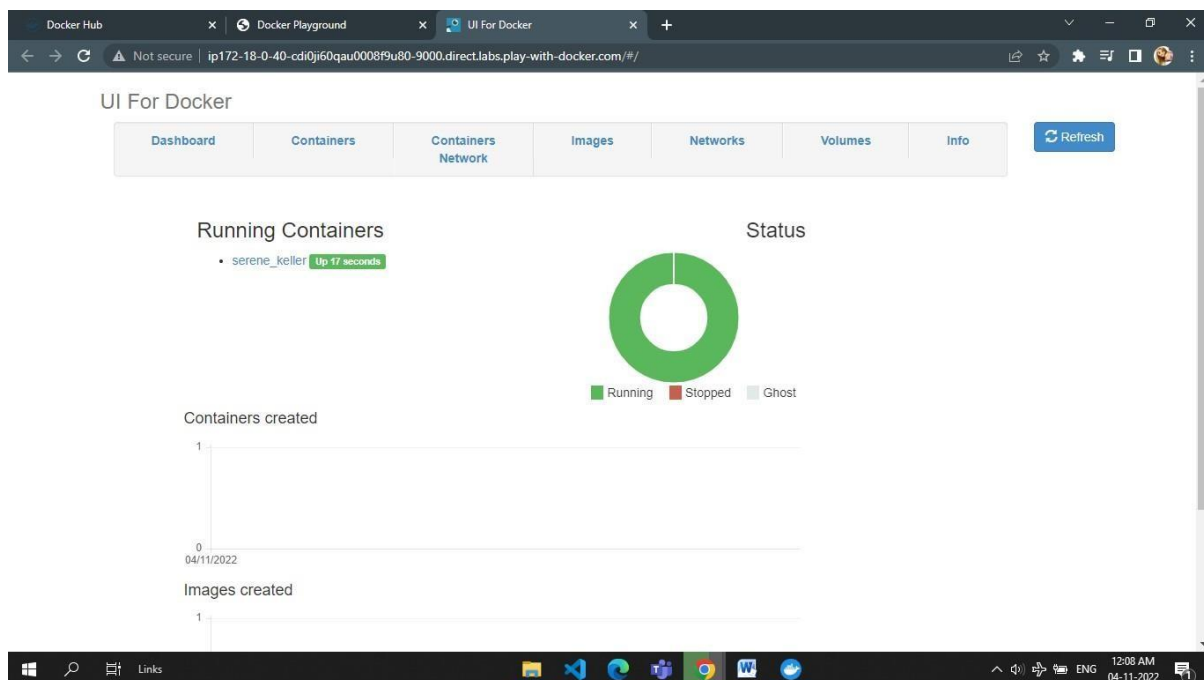 Docker Hub
Docker Playground
UI For Docker
Not secure
ip172-18-0-40-cdi0ji60qau0008f9u80-9000.direct.labs.play-with-docker.com/#/
UI For Docker
Dashboard
Containers
Containers
Network
Images
Networks
Volumes
Info
Refresh
Running Containers
Status
serene_keller Up 17 seconds
Running
Stopped
Ghost
Containers created
1
0
04/11/2022
Images created
1
Links
ENG
12:08 AM
04-11-2022